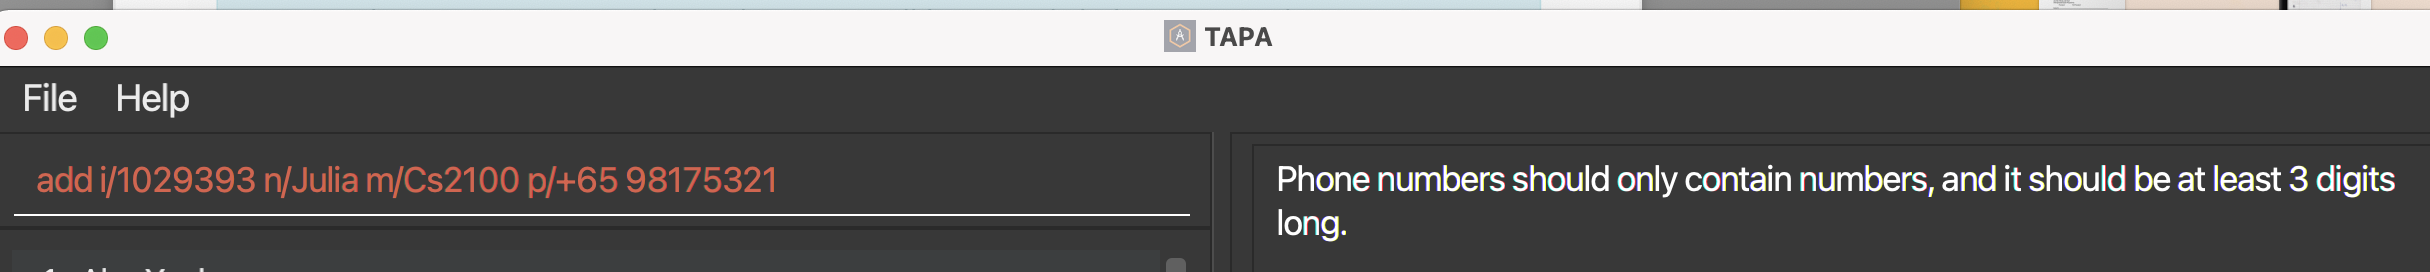 TAPA
File Help
add i/1029393 n/Julia m/Cs2100 p/+65 98175321
Phone numbers should only contain numbers, and it should be at least 3 digits
long.